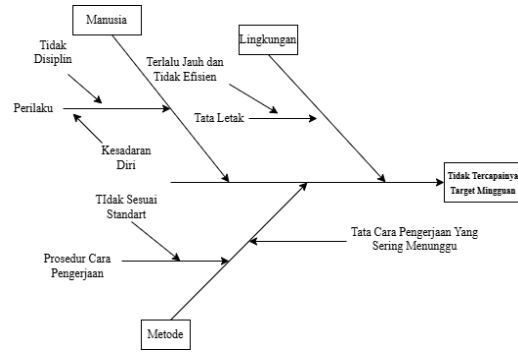 Manusia
Lingkungan
Tidak
Disiplin
Terlalu Jauh dan
Tidak Efisien
Perilaku
Tata Letak
Kesadaran
Diri
Tidak Tercapainya
Target Mingguan
TIdak Sesuai
Standart
Tata Cara Pengerjaan Yang
Sering Menunggu
Prosedur Cara
Pengerjaan
Metode